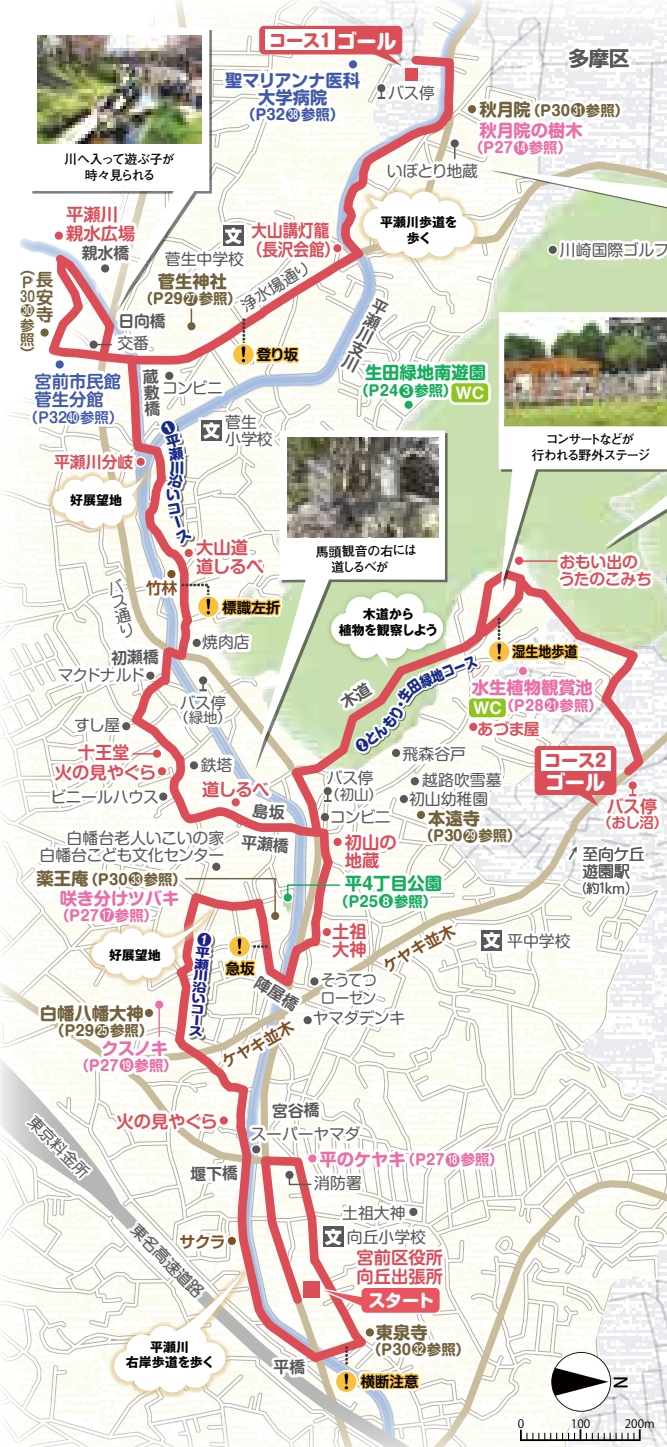 コース1 ゴール
多摩区
聖マリアンナ医科
大学病院
(P32㊳参照)
バス停
秋月院 (P30㉛参照)
秋月院の樹木
(P27⑭参照)
いぼとり地蔵
川へ入って遊ぶ子が
時々見られる
平瀬川歩道を
歩く
平瀬川
親水広場
親水橋
文
菅生中学校
大山講灯籠
(長沢会館)
川崎国際ゴルフ
長安寺
(P30㉚参照)
菅生神社
(P29㉗参照)
浄水場通り
平瀬川支川
日向橋
交番
! 登り坂
宮前市民館
菅生分館
(P32㊵参照)
蔵敷橋
コンビニ
生田緑地南遊園
(P24❸参照) WC
文 菅生
小学校
コンサートなどが
行われる野外ステージ
平瀬川分岐
❶平瀬川沿いコース
好展望地
馬頭観音の右には
道しるべが
大山道
道しるべ
おもい出の
うたのこみち
竹林
! 標識左折
バス通り
木道から
植物を観察しよう
焼肉店
! 湿生地歩道
初瀬橋
マクドナルド
バス停
(緑地)
木道
❷とんもり・生田緑地コース
水生植物観賞池
WC (P28㉑参照)
あづま屋
すし屋
十王堂
火の見やぐら
鉄塔
道しるべ
ビニールハウス
飛森谷戸
コース2
ゴール
バス停
(初山)
越路吹雪墓
初山幼稚園
コンビニ
本遠寺
(P30㉙参照)
バス停
(おし沼)
島坂
平瀬橋
白幡台老人いこいの家
白幡台こども文化センター
初山の
地蔵
至向ケ丘
遊園駅
(約1km)
薬王庵 (P30㉝参照)
咲き分けツバキ
(P27⑰参照)
平4丁目公園
(P25❽参照)
土祖
大神
ケヤキ並木
文 平中学校
好展望地
❶平瀬川沿いコース
! 急坂
陣屋橋
そうてつ
ローゼン
ヤマダデンキ
白幡八幡大神
(P29㉕参照)
クスノキ
(P27⑲参照)
ケヤキ並木
火の見やぐら
宮谷橋
スーパーヤマダ
平のケヤキ (P27⑱参照)
堰下橋
消防署
東京料金所
土祖大神
文 向丘小学校
サクラ
東名高速道路
宮前区役所
向丘出張所
スタート
平瀬川
右岸歩道を歩く
東泉寺
(P30㉜参照)
平橋
! 横断注意
N
0 100 200m